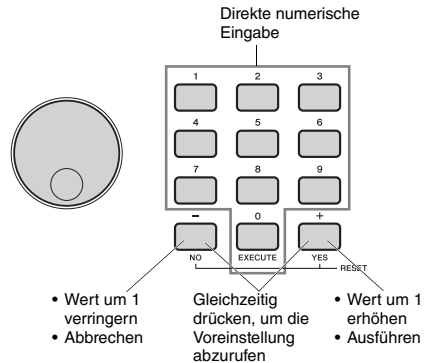 Direkte numerische
Eingabe
1 2 3
4 5 6
7 8 9
− 0 +
NO EXECUTE YES
RESET
• Wert um 1
verringern
• Abbrechen
Gleichzeitig
drücken, um die
Voreinstellung
abzurufen
• Wert um 1
erhöhen
• Ausführen